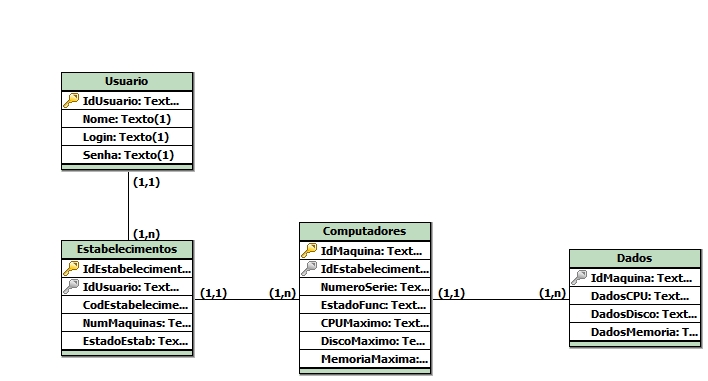 Usuario
IdUsuario: Text...
Nome: Texto(1)
Login: Texto(1)
Senha: Texto(1)
(1,1)
(1,n)
Estabelecimentos
IdEstabeleciment...
IdUsuario: Text...
CodEstabelecime...
NumMaquinas: Te...
EstadoEstab: Tex...
(1,1)
(1,n)
Computadores
IdMaquina: Text...
IdEstabeleciment...
NumeroSerie: Tex...
EstadoFunc: Text...
CPUMaximo: Text...
DiscoMaximo: Te...
MemoriaMaxima:...
(1,1)
(1,n)
Dados
IdMaquina: Text...
DadosCPU: Text...
DadosDisco: Text...
DadosMemoria: T...